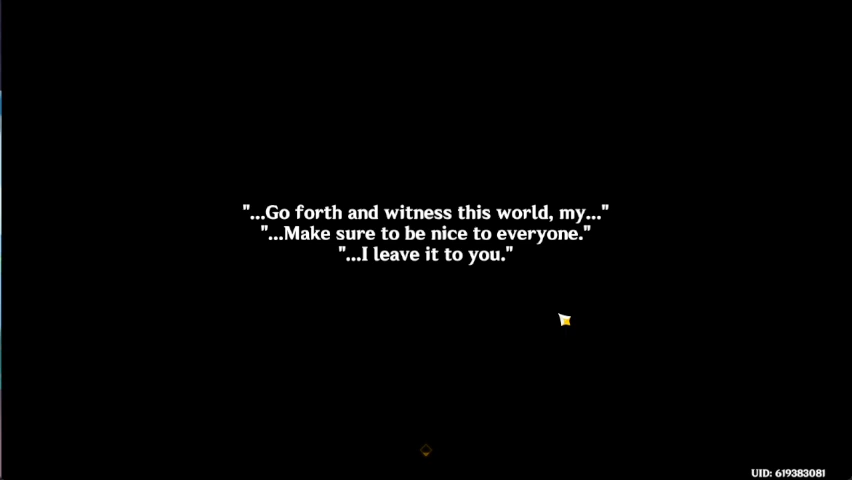 "...Go forth and witness this world, my..."
"...Make sure to be nice to everyone."
"...I leave it to you."
UID: 619383081